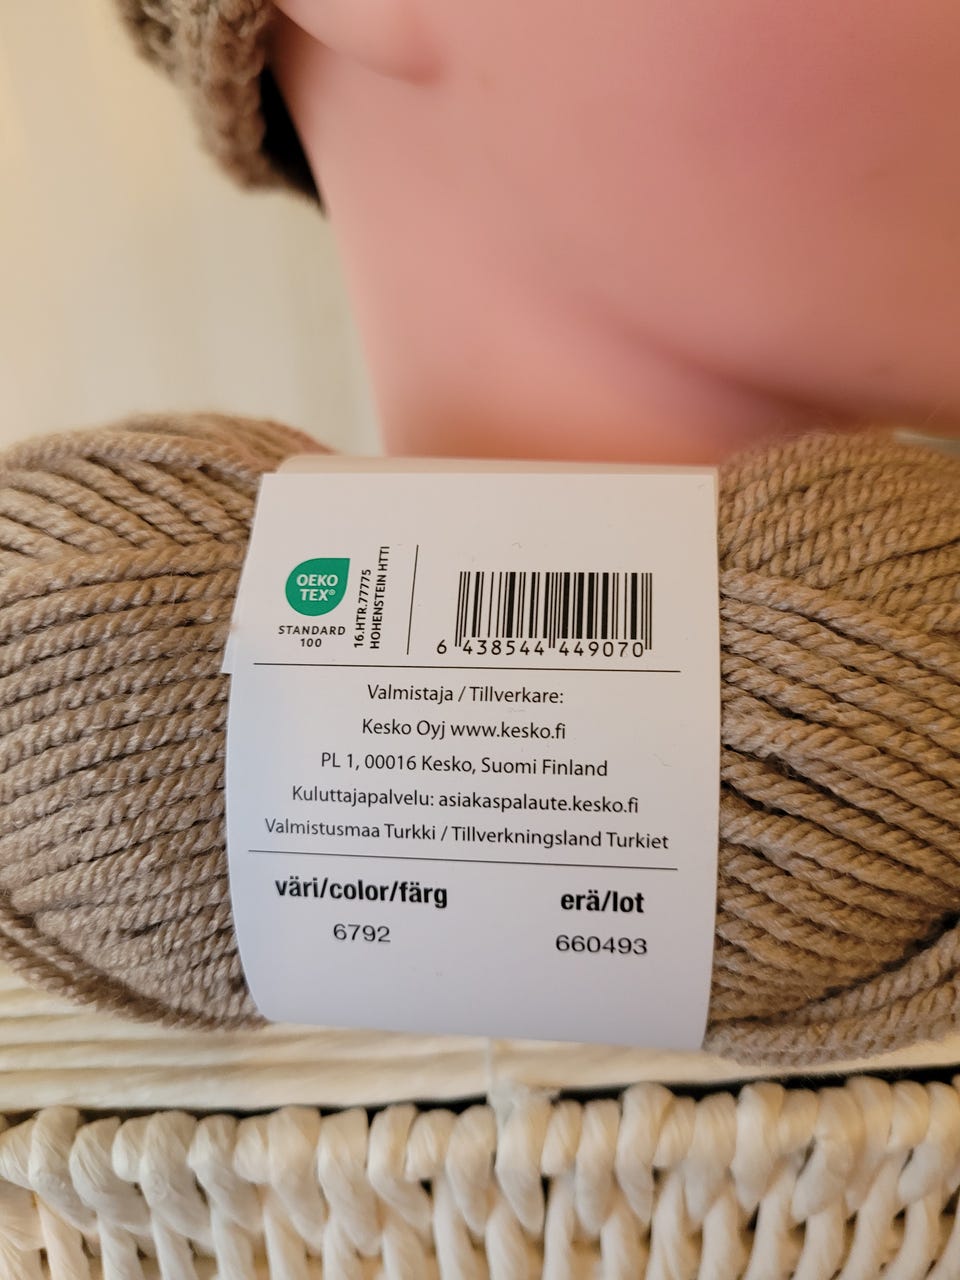 OEKO
TEX®
STANDARD
100
16.HTR.77775
HOHENSTEIN HTTI
6 438544 449070
Valmistaja / Tillverkare:
Kesko Oyj www.kesko.fi
PL 1, 00016 Kesko, Suomi Finland
Kuluttajapalvelu: asiakaspalaute.kesko.fi
Valmistusmaa Turkki / Tillverkningsland Turkiet
väri/color/färg erä/lot
6792 660493